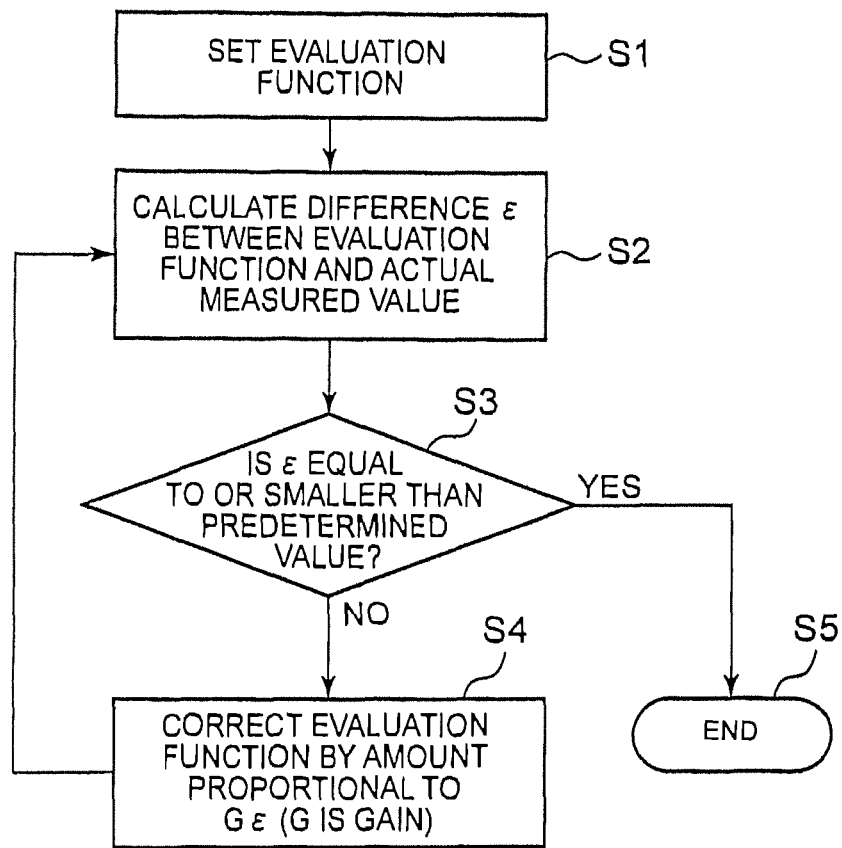 SET EVALUATION
FUNCTION
S1
CALCULATE DIFFERENCE ε
BETWEEN EVALUATION
FUNCTION AND ACTUAL
MEASURED VALUE
S2
S3
IS ε EQUAL
TO OR SMALLER THAN
PREDETERMINED
VALUE?
YES
NO
S4
CORRECT EVALUATION
FUNCTION BY AMOUNT
PROPORTIONAL TO
G ε (G IS GAIN)
S5
END